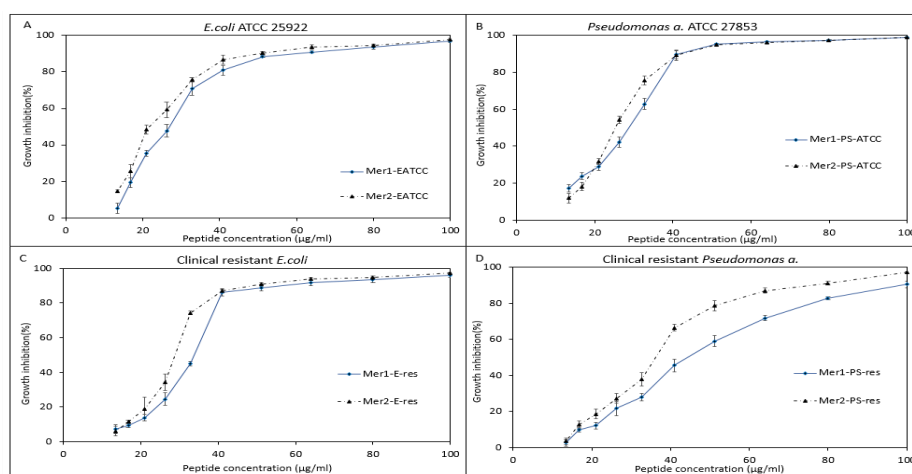 A
E.coli ATCC 25922
Growth inhibition(%)
100
80
60
40
20
0
0 20 40 60 80 100
Peptide concentration (µg/ml)
Mer1-EATCC
Mer2-EATCC
B
Pseudomonas a. ATCC 27853
Growth inhibition(%)
100
80
60
40
20
0
0 20 40 60 80 100
Peptide concentration (µg/ml)
Mer1-PS-ATCC
Mer2-PS-ATCC
C
Clinical resistant E.coli
Growth inhibition(%)
100
80
60
40
20
0
0 20 40 60 80 100
Peptide concentration (µg/ml)
Mer1-E-res
Mer2-E-res
D
Clinical resistant Pseudomonas a.
Growth inhibition(%)
100
80
60
40
20
0
0 20 40 60 80 100
Peptide concentration (µg/ml)
Mer1-PS-res
Mer2-PS-res